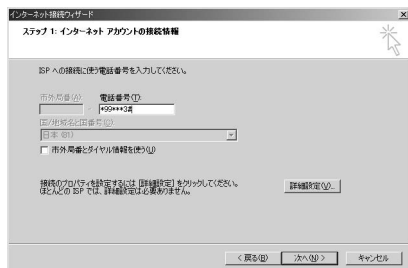 インターネット接続ウィザード
ステップ 1: インターネット アカウントの接続情報
ISP への接続に使う電話番号を入力してください。
市外局番(A): 電話番号(T):
- *99***3#
国/地域名と国番号(C):
日本 (81)
市外局番とダイヤル情報を使う(U)
接続のプロパティを設定するには [詳細設定] をクリックしてください。
ほとんどの ISP では、詳細設定は必要ありません。
詳細設定(V)...
< 戻る(B) 次へ(N) > キャンセル